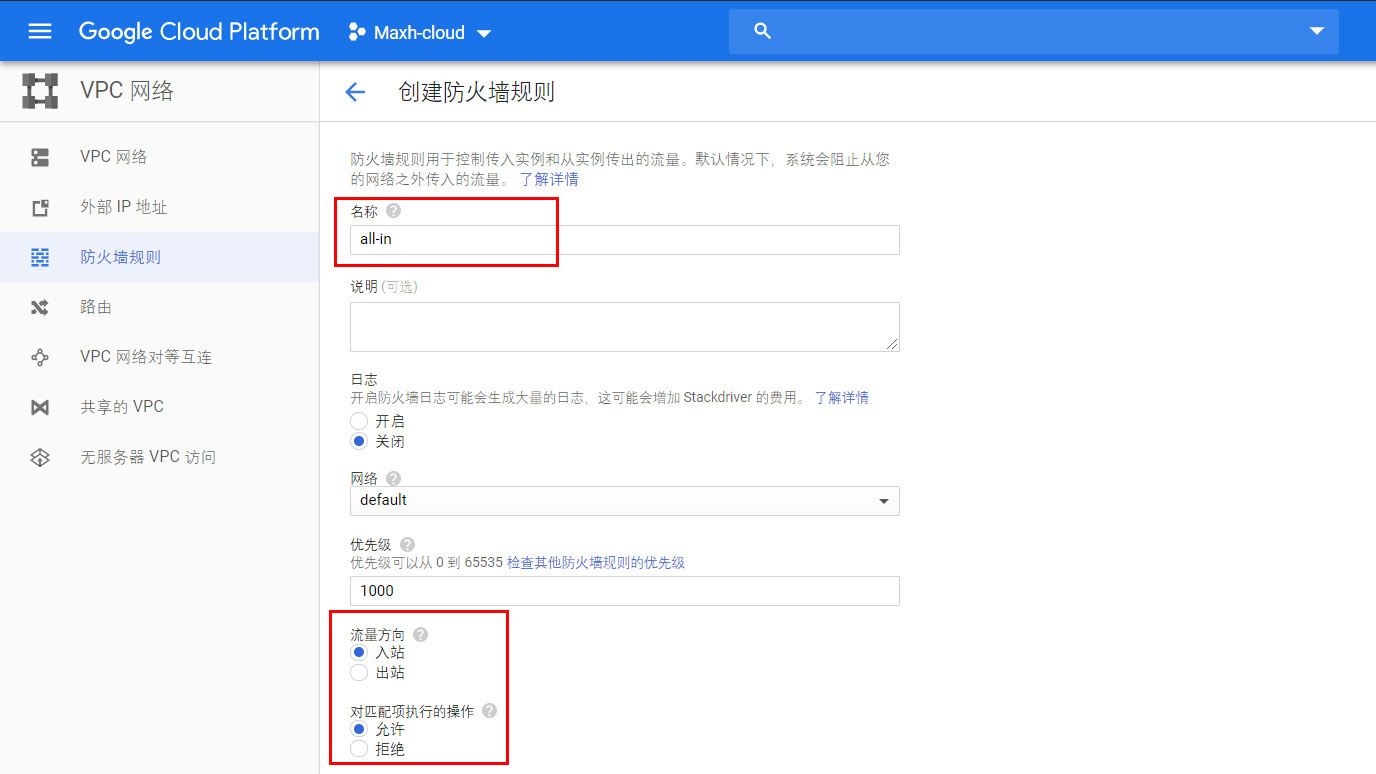 Google Cloud Platform
Maxh-cloud
VPC 网络
创建防火墙规则
VPC 网络
外部 IP 地址
防火墙规则
路由
VPC 网络对等互连
共享的 VPC
无服务器 VPC 访问
防火墙规则用于控制传入实例和从实例传出的流量。默认情况下，系统会阻止从您
的网络之外传入的流量。 了解详情
名称
all-in
说明 (可选)
日志
开启防火墙日志可能会生成大量的日志，这可能会增加 Stackdriver 的费用。 了解详情
开启
关闭
网络
default
优先级
优先级可以从 0 到 65535 检查其他防火墙规则的优先级
1000
流量方向
入站
出站
对匹配项执行的操作
允许
拒绝